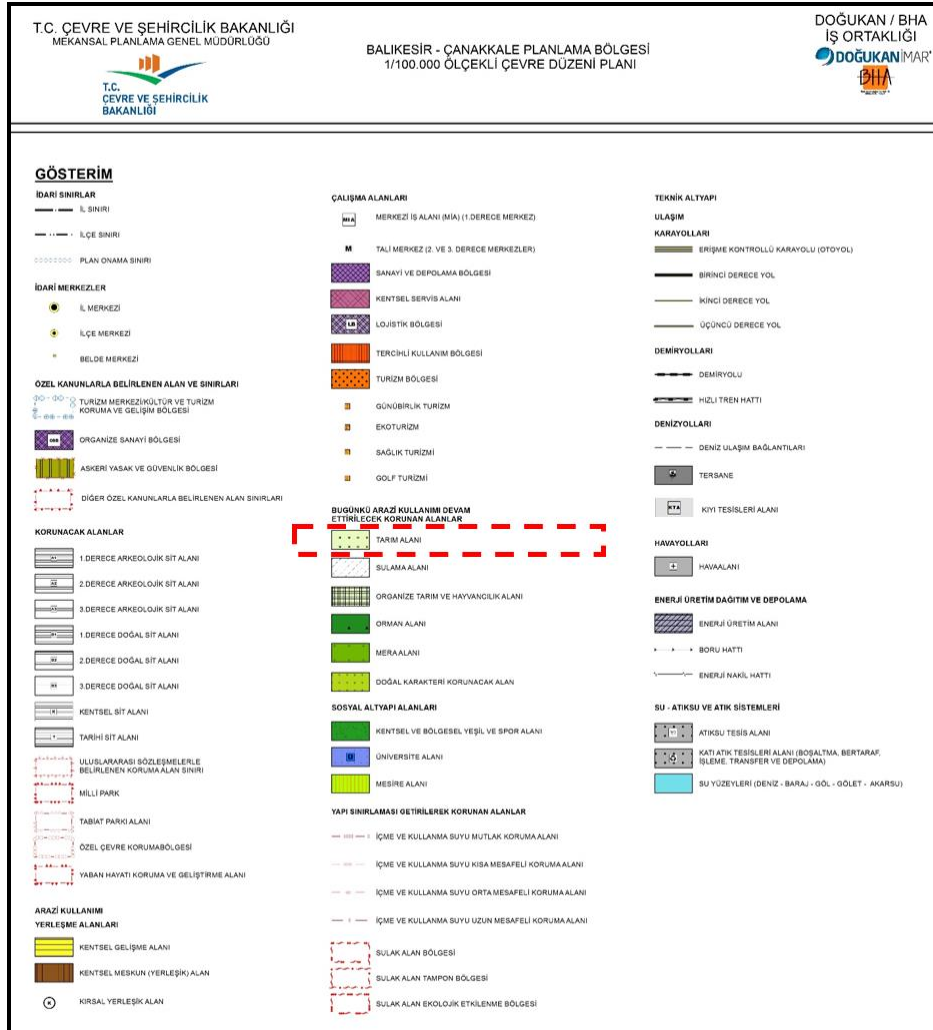 T.C. ÇEVRE VE ŞEHİRCİLİK BAKANLIĞI
MEKANSAL PLANLAMA GENEL MÜDÜRLÜĞÜ
T.C.
ÇEVRE VE ŞEHİRCİLİK
BAKANLIĞI
BALIKESİR - ÇANAKKALE PLANLAMA BÖLGESİ
1/100.000 ÖLÇEKLİ ÇEVRE DÜZENİ PLANI
DOĞUKAN / BHA
İŞ ORTAKLIĞI
DOĞUKANİMAR
BHA
GÖSTERİM
İDARİ SINIRLAR
İL SINIRI
İLÇE SINIRI
PLAN ONAMA SINIRI
İDARİ MERKEZLER
İL MERKEZİ
İLÇE MERKEZİ
BELDE MERKEZİ
ÖZEL KANUNLARLA BELİRLENEN ALAN VE SINIRLARI
TURİZM MERKEZİ/KÜLTÜR VE TURİZM
KORUMA VE GELİŞİM BÖLGESİ
OSB
ORGANİZE SANAYİ BÖLGESİ
ASKERİ YASAK VE GÜVENLİK BÖLGESİ
DİĞER ÖZEL KANUNLARLA BELİRLENEN ALAN SINIRLARI
KORUNACAK ALANLAR
1.DERECE ARKEOLOJİK SİT ALANI
2.DERECE ARKEOLOJİK SİT ALANI
3.DERECE ARKEOLOJİK SİT ALANI
1.DERECE DOĞAL SİT ALANI
2.DERECE DOĞAL SİT ALANI
3.DERECE DOĞAL SİT ALANI
KENTSEL SİT ALANI
TARİHİ SİT ALANI
ULUSLARARASI SÖZLEŞMELERLE
BELİRLENEN KORUMA ALAN SINIRI
MİLLİ PARK
TABİAT PARKI ALANI
ÖZEL ÇEVRE KORUMABÖLGESİ
YABAN HAYATI KORUMA VE GELİŞTİRME ALANI
ARAZİ KULLANIMI
YERLEŞME ALANLARI
KENTSEL GELİŞME ALANI
KENTSEL MESKUN (YERLEŞİK) ALAN
KIRSAL YERLEŞİK ALAN
ÇALIŞMA ALANLARI
MİA
MERKEZİ İŞ ALANI (MİA) (1.DERECE MERKEZ)
M
TALİ MERKEZ (2. VE 3. DERECE MERKEZLER)
SANAYİ VE DEPOLAMA BÖLGESİ
KENTSEL SERVİS ALANI
LB
LOJİSTİK BÖLGESİ
TERCİHLİ KULLANIM BÖLGESİ
TURİZM BÖLGESİ
GÜNÜBİRLİK TURİZM
EKOTURİZM
SAĞLIK TURİZMİ
GOLF TURİZMİ
BUGÜNKÜ ARAZİ KULLANIMI DEVAM
ETTİRİLECEK KORUNAN ALANLAR
TARIM ALANI
SULAMA ALANI
ORGANİZE TARIM VE HAYVANCILIK ALANI
ORMAN ALANI
MERA ALANI
DOĞAL KARAKTERİ KORUNACAK ALAN
SOSYAL ALTYAPI ALANLARI
KENTSEL VE BÖLGESEL YEŞİL VE SPOR ALANI
ÜNİVERSİTE ALANI
MESİRE ALANI
YAPI SINIRLAMASI GETİRİLEREK KORUNAN ALANLAR
İÇME VE KULLANMA SUYU MUTLAK KORUMA ALANI
İÇME VE KULLANMA SUYU KISA MESAFELİ KORUMA ALANI
İÇME VE KULLANMA SUYU ORTA MESAFELİ KORUMA ALANI
İÇME VE KULLANMA SUYU UZUN MESAFELİ KORUMA ALANI
SULAK ALAN BÖLGESİ
SULAK ALAN TAMPON BÖLGESİ
SULAK ALAN EKOLOJİK ETKİLENME BÖLGESİ
TEKNİK ALTYAPI
ULAŞIM
KARAYOLLARI
ERİŞME KONTROLLÜ KARAYOLU (OTOYOL)
BİRİNCİ DERECE YOL
İKİNCİ DERECE YOL
ÜÇÜNCÜ DERECE YOL
DEMİRYOLLARI
DEMİRYOLU
HIZLI TREN HATTI
DENİZYOLLARI
DENİZ ULAŞIM BAĞLANTILARI
TERSANE
KTA
KIYI TESİSLERİ ALANI
HAVAYOLLARI
HAVAALANI
ENERJİ ÜRETİM DAĞITIM VE DEPOLAMA
ENERJİ ÜRETİM ALANI
BORU HATTI
ENERJİ NAKİL HATTI
SU - ATIKSU VE ATIK SİSTEMLERİ
ATIKSU TESİS ALANI
KATI ATIK TESİSLERİ ALANI (BOŞALTMA, BERTARAF,
İŞLEME, TRANSFER VE DEPOLAMA)
SU YÜZEYLERİ (DENİZ - BARAJ - GÖL - GÖLET - AKARSU)